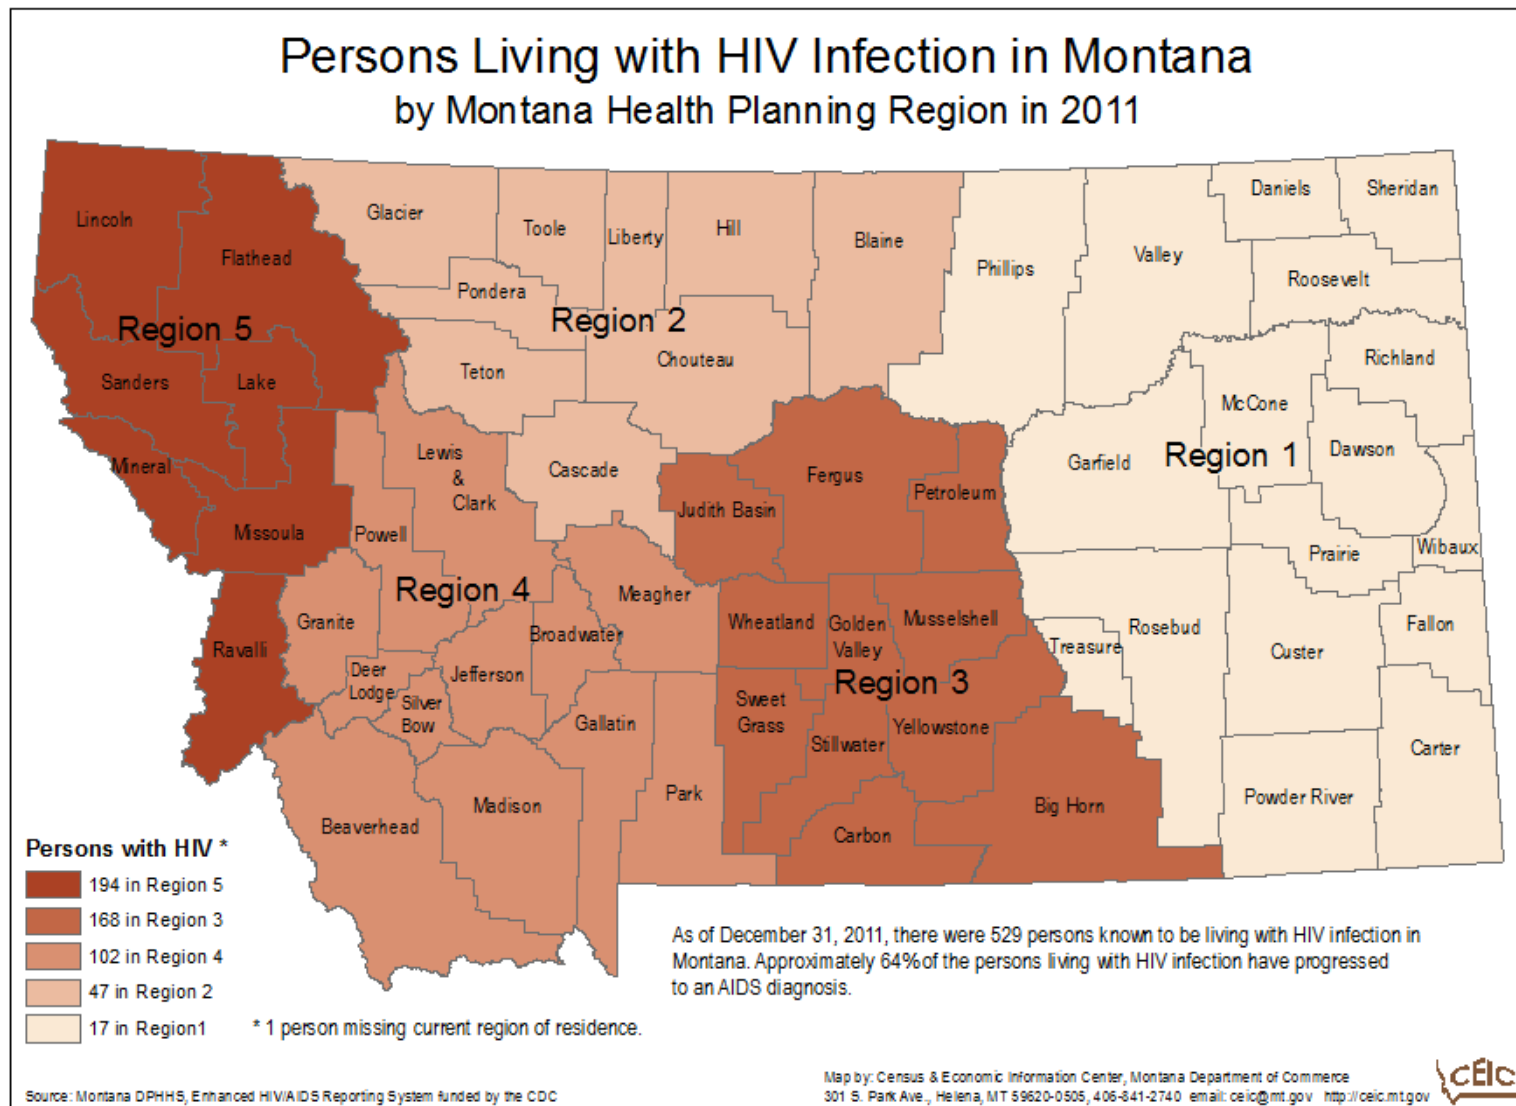 Persons Living with HIV Infection in Montana
by Montana Health Planning Region in 2011
Lincoln
Flathead
Glacier
Toole
Liberty
Hill
Blaine
Phillips
Valley
Daniels
Sheridan
Roosevelt
Pondera
Region 5
Region 2
Chouteau
Teton
Sanders
Lake
Richland
McCone
Region 1
Dawson
Garfield
Mineral
Lewis
&
Clark
Cascade
Fergus
Petroleum
Judith Basin
Missoula
Powell
Prairie
Wibaux
Region 4
Meagher
Granite
Broadwater
Wheatland
Golden
Valley
Musselshell
Treasure
Rosebud
Custer
Fallon
Ravalli
Deer
Lodge
Jefferson
Silver
Bow
Region 3
Sweet
Grass
Gallatin
Stillwater
Yellowstone
Carter
Beaverhead
Madison
Park
Carbon
Big Horn
Powder River
Persons with HIV *
194 in Region 5
168 in Region 3
102 in Region 4
47 in Region 2
17 in Region1
* 1 person missing current region of residence.
As of December 31, 2011, there were 529 persons known to be living with HIV infection in
Montana. Approximately 64% of the persons living with HIV infection have progressed
to an AIDS diagnosis.
Source: Montana DPHHS, Enhanced HIV/AIDS Reporting System funded by the CDC
Map by: Census & Economic Information Center, Montana Department of Commerce
301 S. Park Ave., Helena, MT 59620-0505, 406-841-2740 email: ceic@mt.gov http://ceic.mt.gov
CEIC